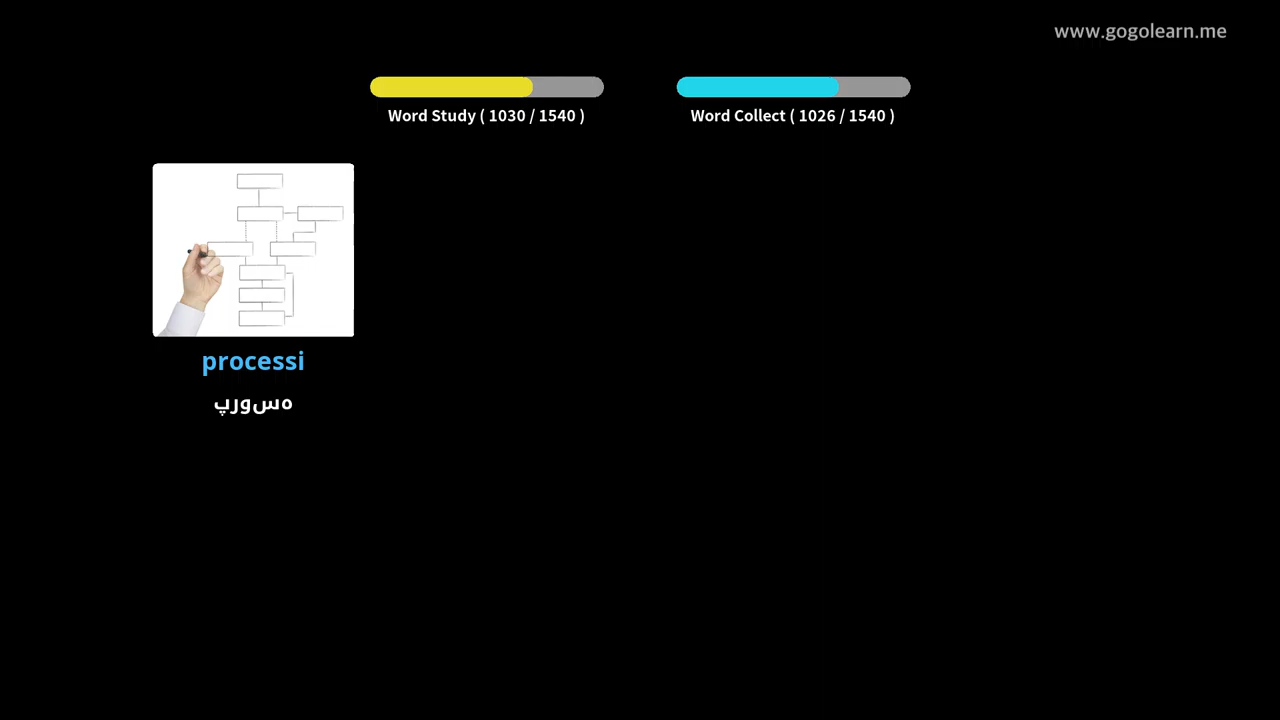 www.gogolearn.me
Word Study ( 1030 / 1540 )
Word Collect ( 1026 / 1540 )
processi
پروسه